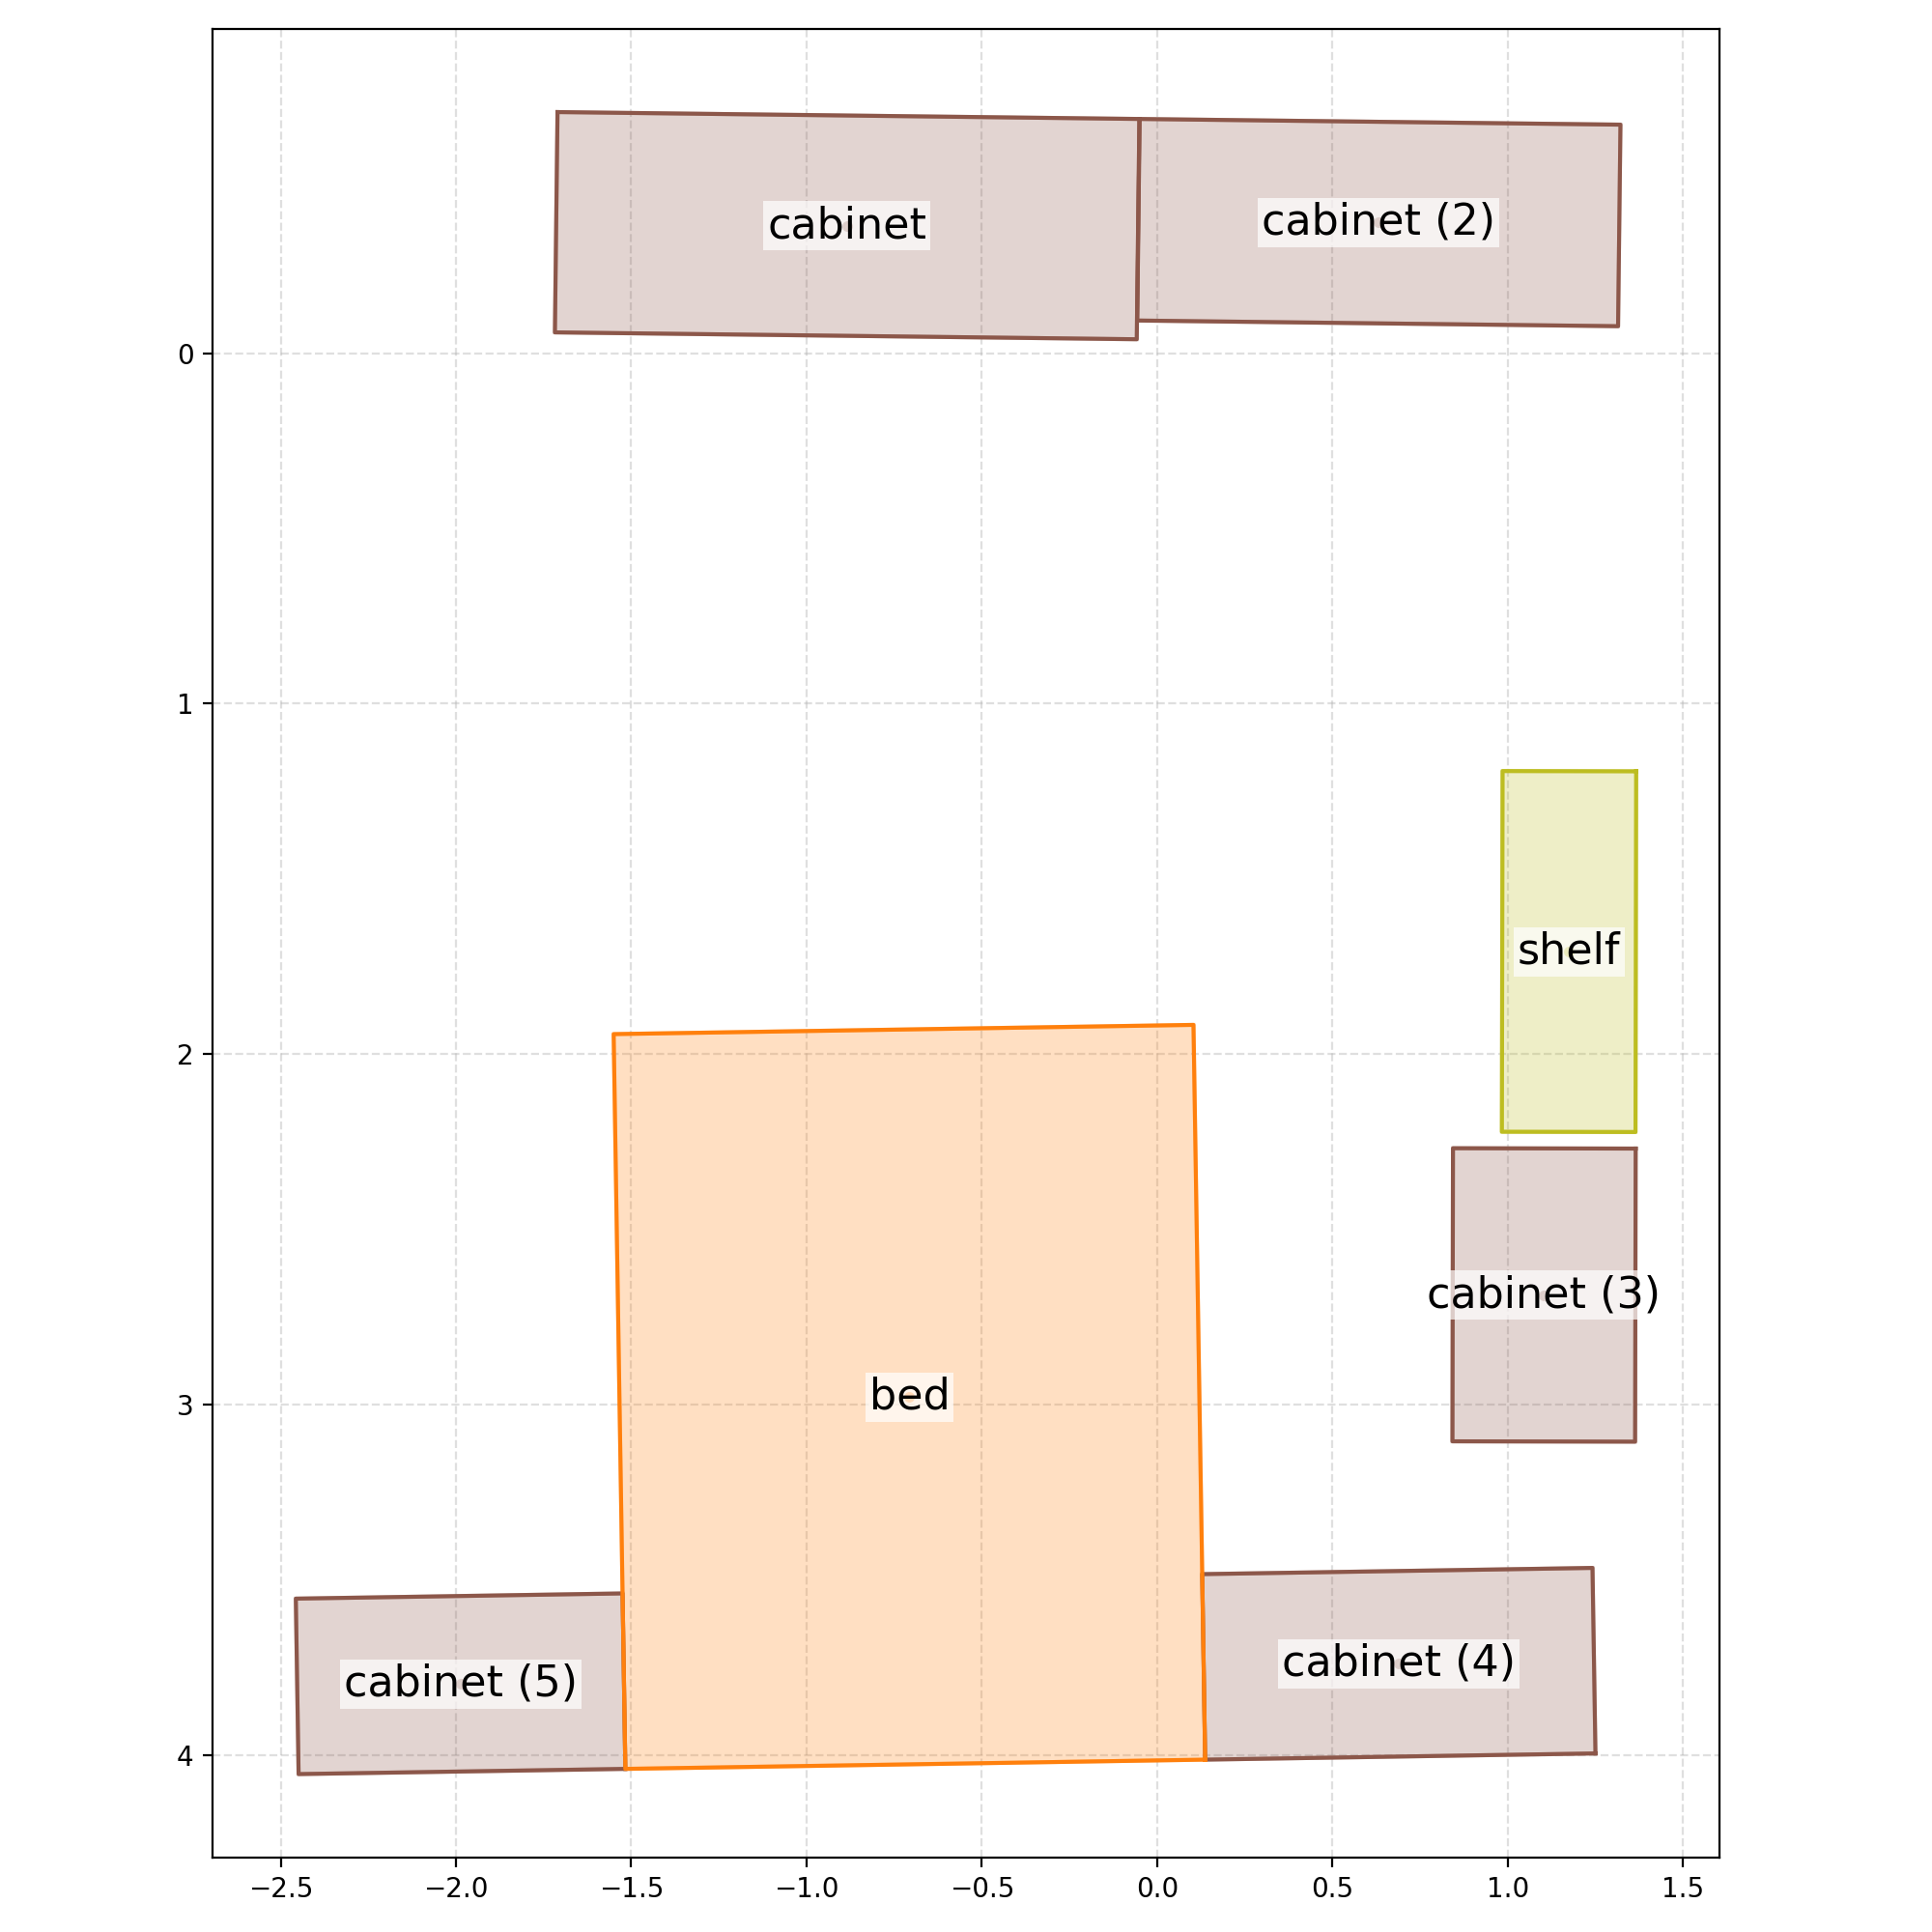 cabinet
cabinet (2)
0
1
shelf
2
cabinet (3)
bed
3
cabinet (4)
cabinet (5)
4
−2.5 −2.0 −1.5 −1.0 −0.5 0.0 0.5 1.0 1.5